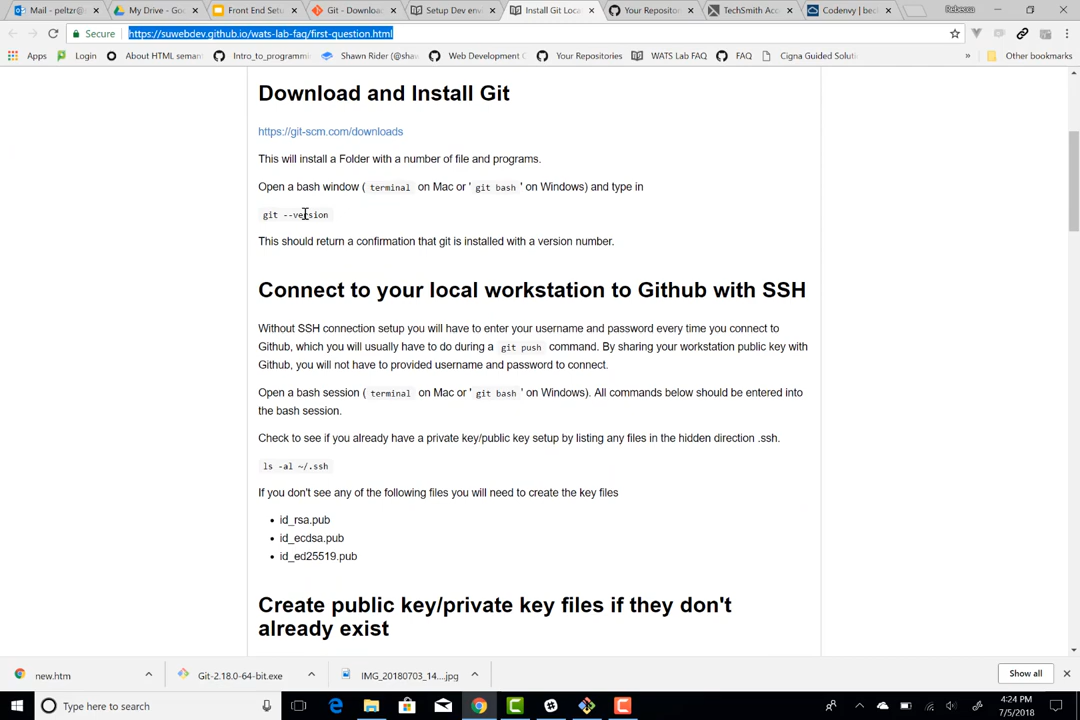 Mail - peltzr@
My Drive - Goo
Front End Setu
Git - Downloa
Setup Dev env
Install Git Loca
Your Repositor
TechSmith Ac
Codenvy | bec
Rebecca
Secure
https://suwebdev.github.io/wats-lab-faq/first-question.html
Apps
Login
About HTML seman
Intro_to_programmi
Shawn Rider (@shaw
Web Development C
Your Repositories
WATS Lab FAQ
FAQ
Cigna Guided Soluti
»
Other bookmarks
Download and Install Git
https://git-scm.com/downloads
This will install a Folder with a number of file and programs.
Open a bash window ( terminal on Mac or ' git bash ' on Windows) and type in
git --version
This should return a confirmation that git is installed with a version number.
Connect to your local workstation to Github with SSH
Without SSH connection setup you will have to enter your username and password every time you connect to
Github, which you will usually have to do during a git push command. By sharing your workstation public key with
Github, you will not have to provided username and password to connect.
Open a bash session ( terminal on Mac or ' git bash ' on Windows). All commands below should be entered into
the bash session.
Check to see if you already have a private key/public key setup by listing any files in the hidden direction .ssh.
ls -al ~/.ssh
If you don't see any of the following files you will need to create the key files
• id_rsa.pub
• id_ecdsa.pub
• id_ed25519.pub
Create public key/private key files if they don't
already exist
new.htm
Git-2.18.0-64-bit.exe
IMG_20180703_14....jpg
Show all
Type here to search
4:24 PM
7/5/2018